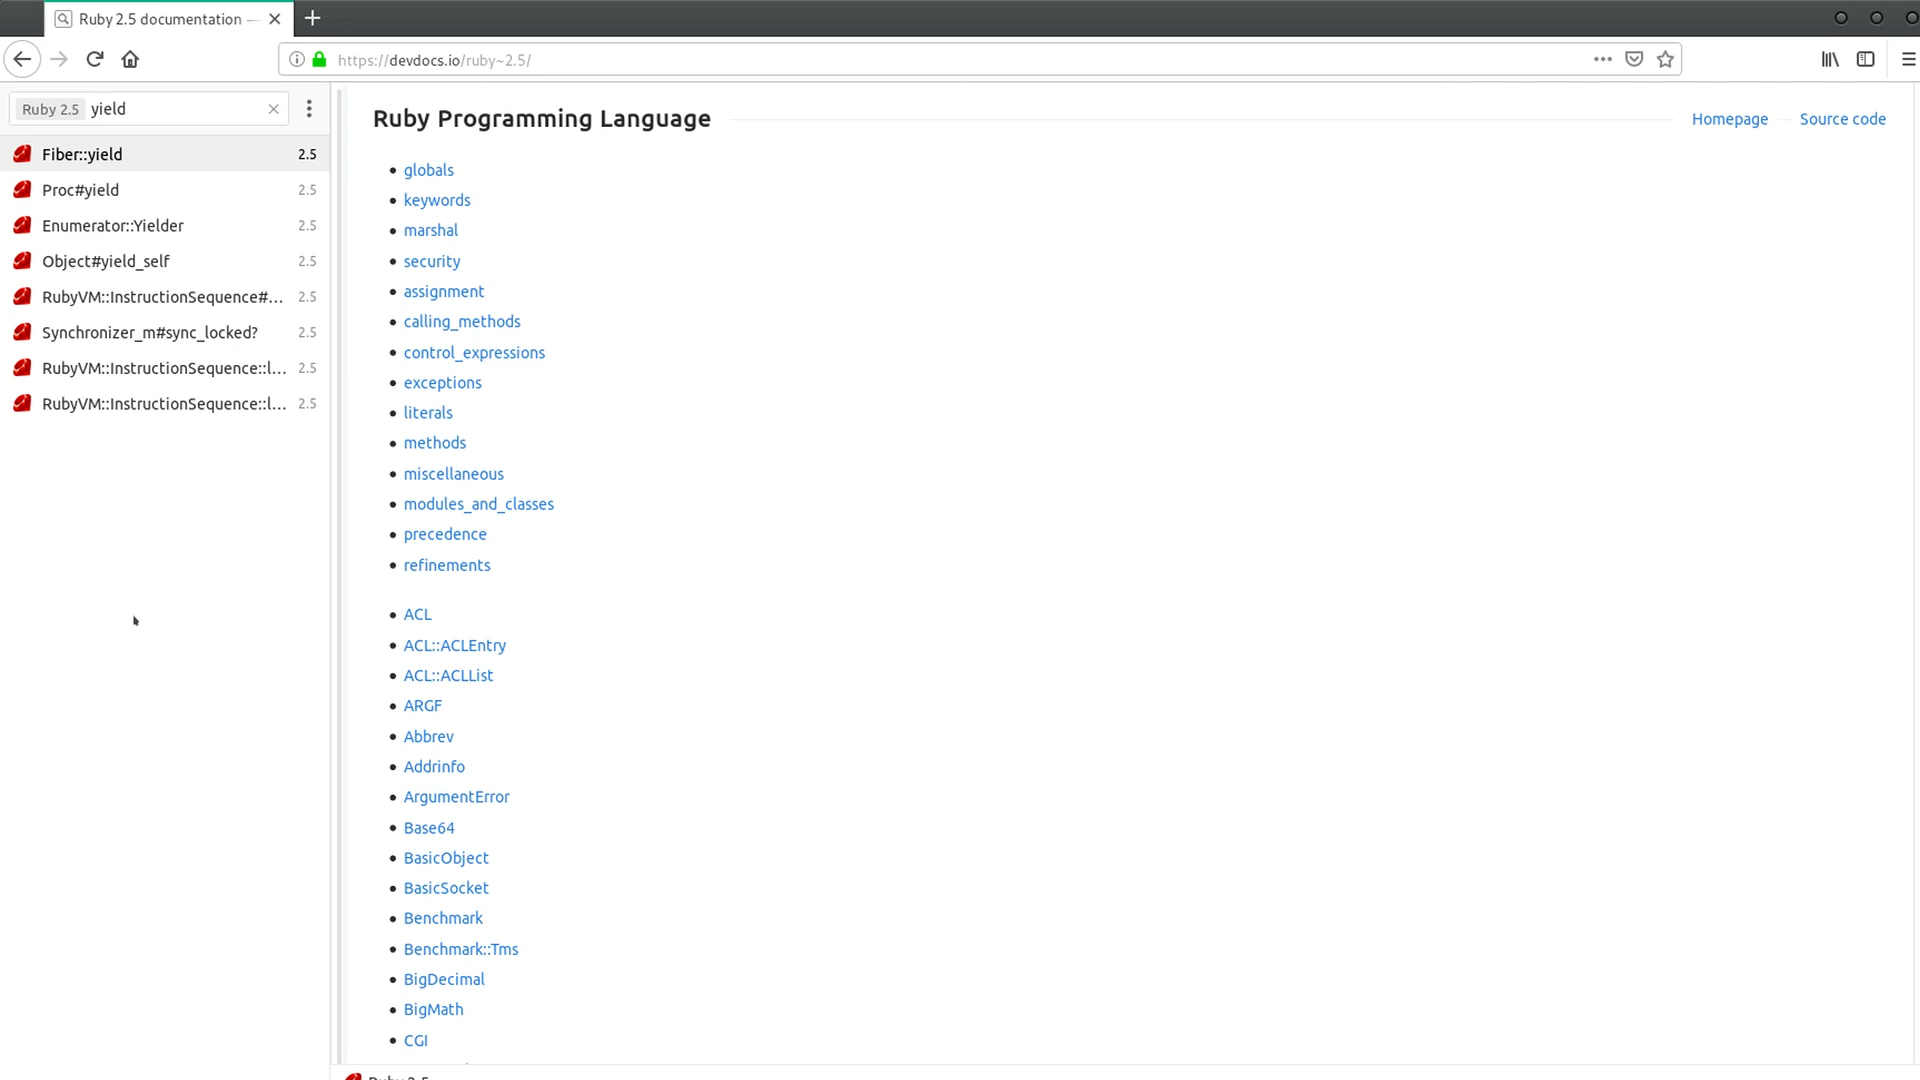 Ruby 2.5 documentation —
https://devdocs.io/ruby~2.5/
Ruby 2.5 yield
Fiber::yield 2.5
Proc#yield 2.5
Enumerator::Yielder 2.5
Object#yield_self 2.5
RubyVM::InstructionSequence#... 2.5
Synchronizer_m#sync_locked? 2.5
RubyVM::InstructionSequence::l... 2.5
RubyVM::InstructionSequence::l... 2.5
Ruby Programming Language
Homepage
Source code
globals
keywords
marshal
security
assignment
calling_methods
control_expressions
exceptions
literals
methods
miscellaneous
modules_and_classes
precedence
refinements
ACL
ACL::ACLEntry
ACL::ACLList
ARGF
Abbrev
Addrinfo
ArgumentError
Base64
BasicObject
BasicSocket
Benchmark
Benchmark::Tms
BigDecimal
BigMath
CGI
Ruby 2.5